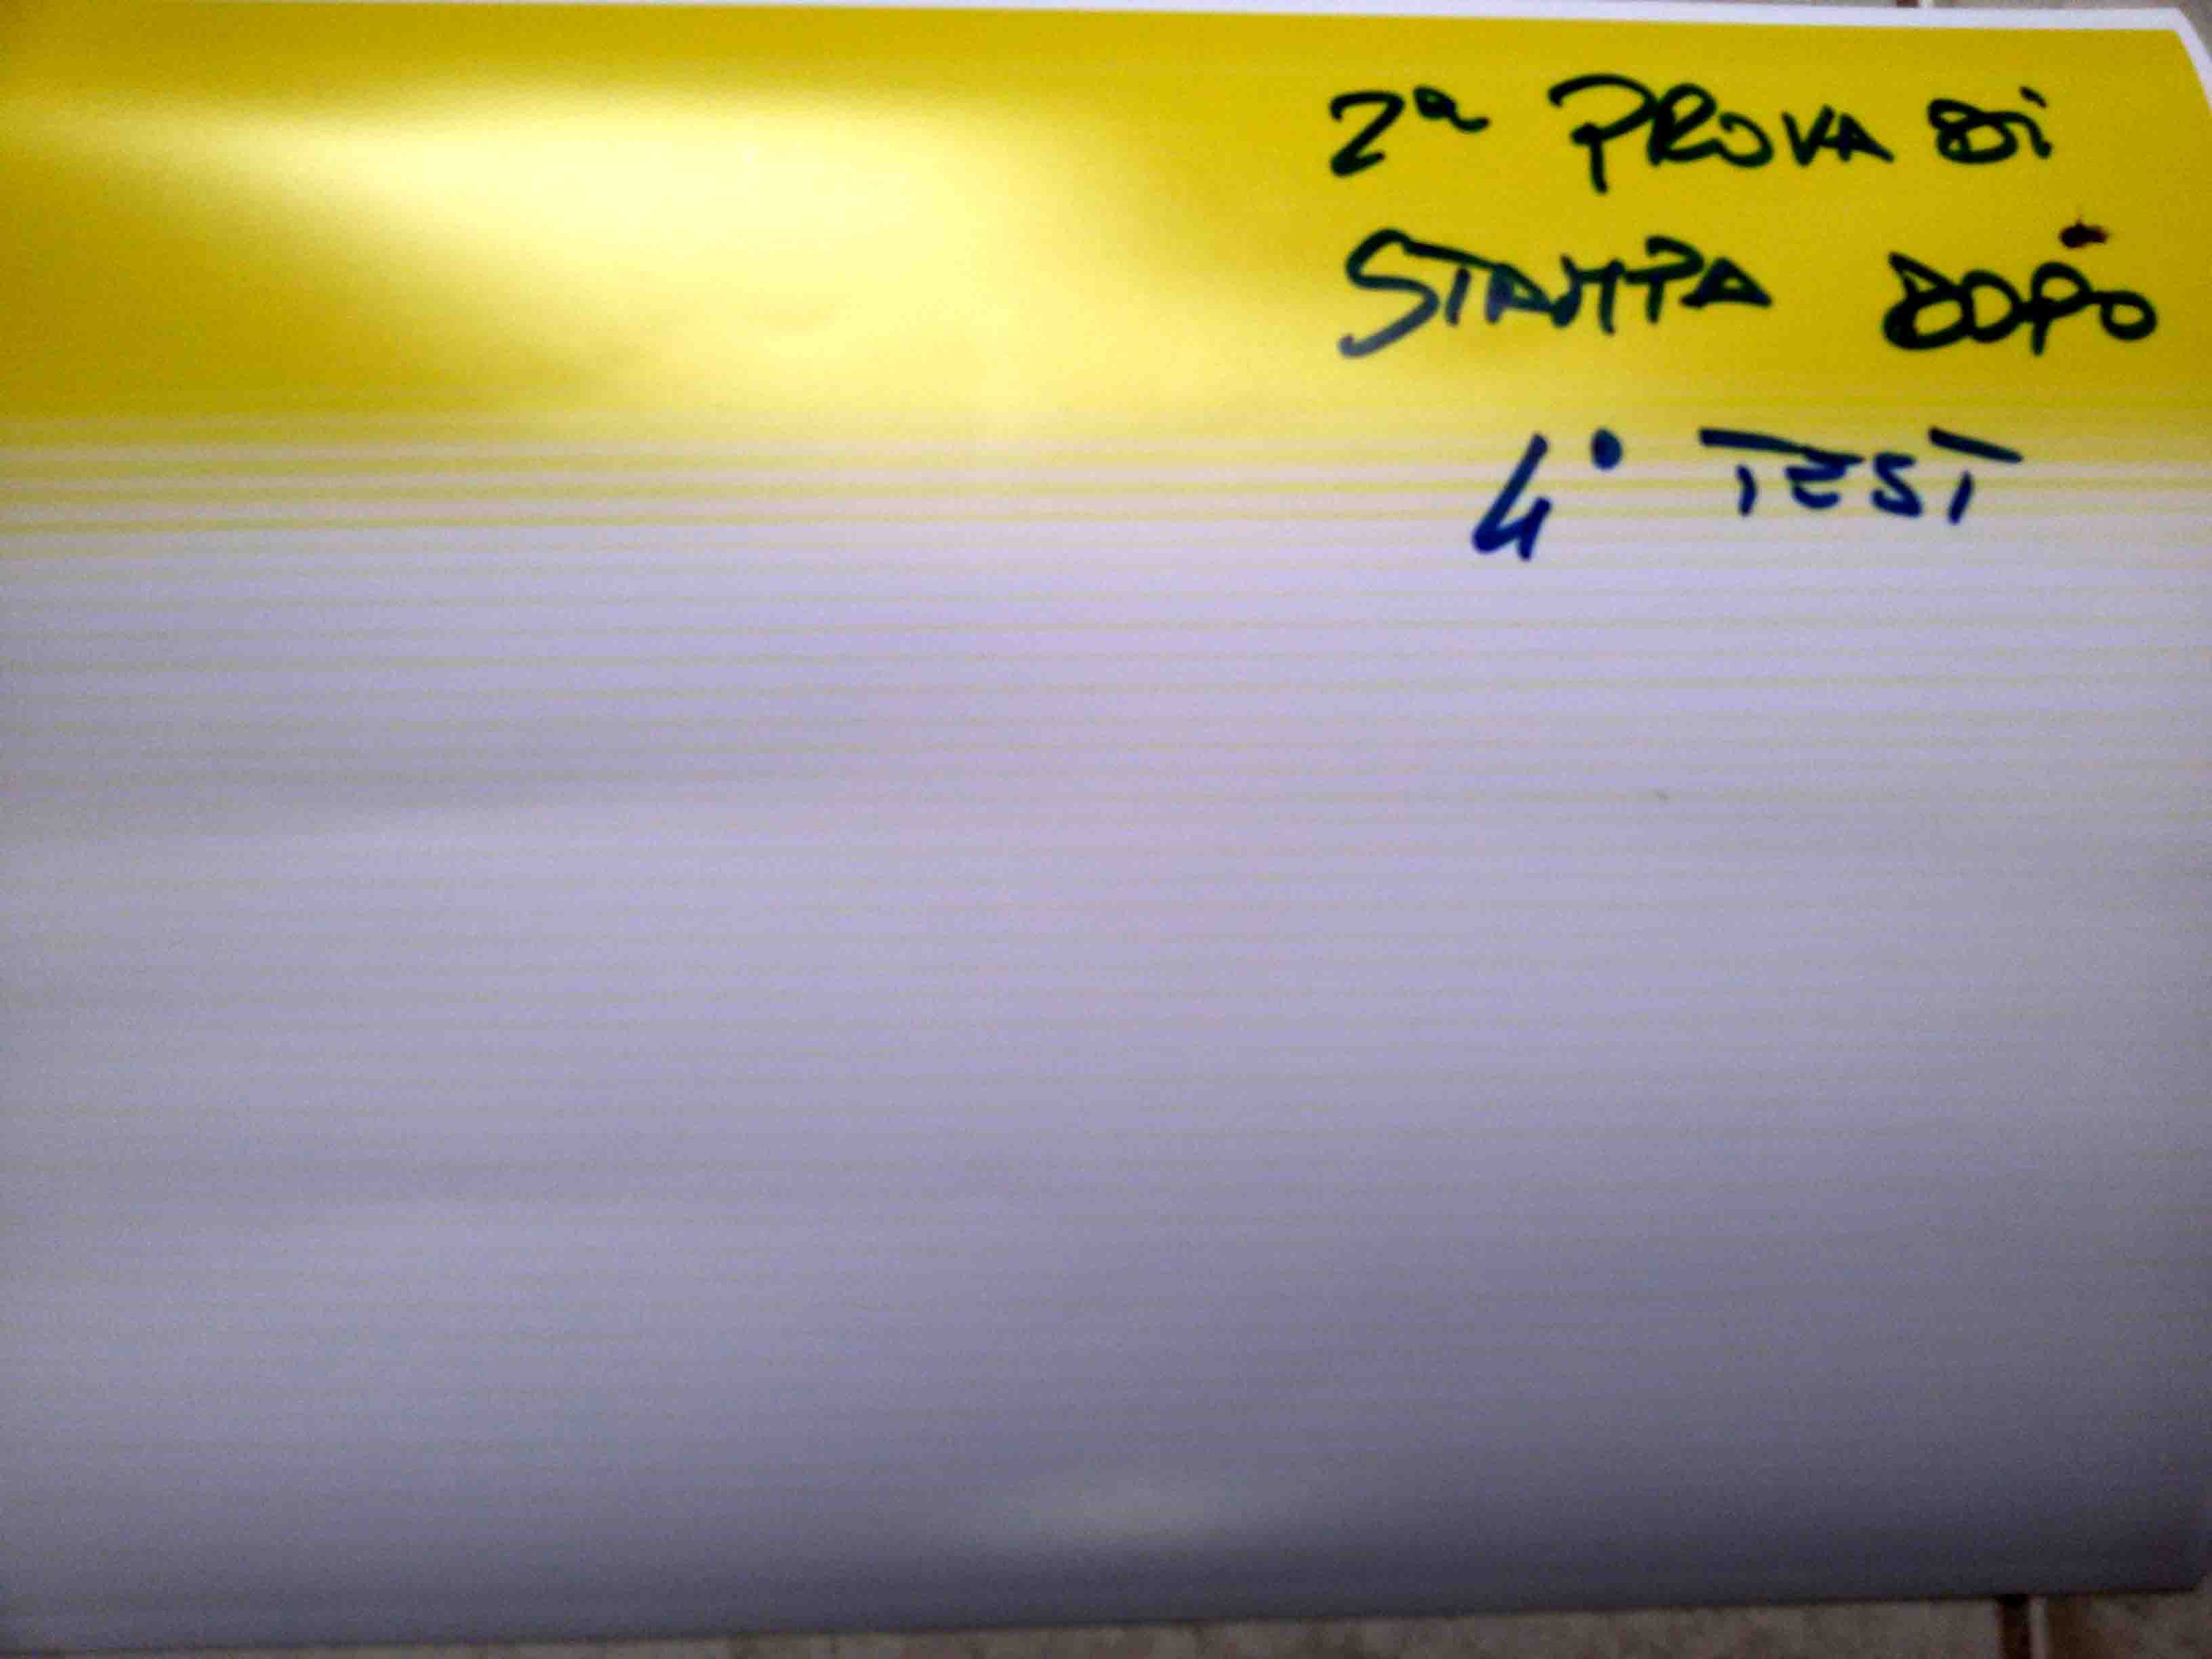 2ª PROVA DI
STAMPA DOPO
4° TEST